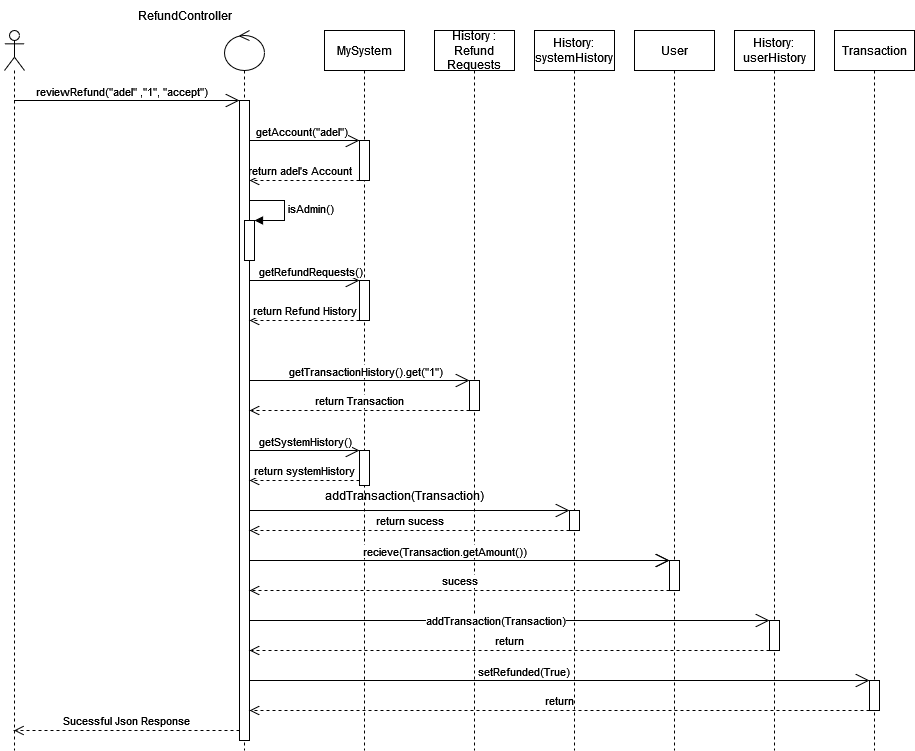 RefundController
MySystem
History :
Refund
Requests
History:
systemHistory
User
History:
userHistory
Transaction
reviewRefund("adel" ,"1", "accept")
getAccount("adel")
return adel's Account
isAdmin()
getRefundRequests()
return Refund History
getTransactionHistory().get("1")
return Transaction
getSystemHistory()
return systemHistory
addTransaction(Transaction)
return sucess
recieve(Transaction.getAmount())
sucess
addTransaction(Transaction)
return
setRefunded(True)
return
Sucessful Json Response